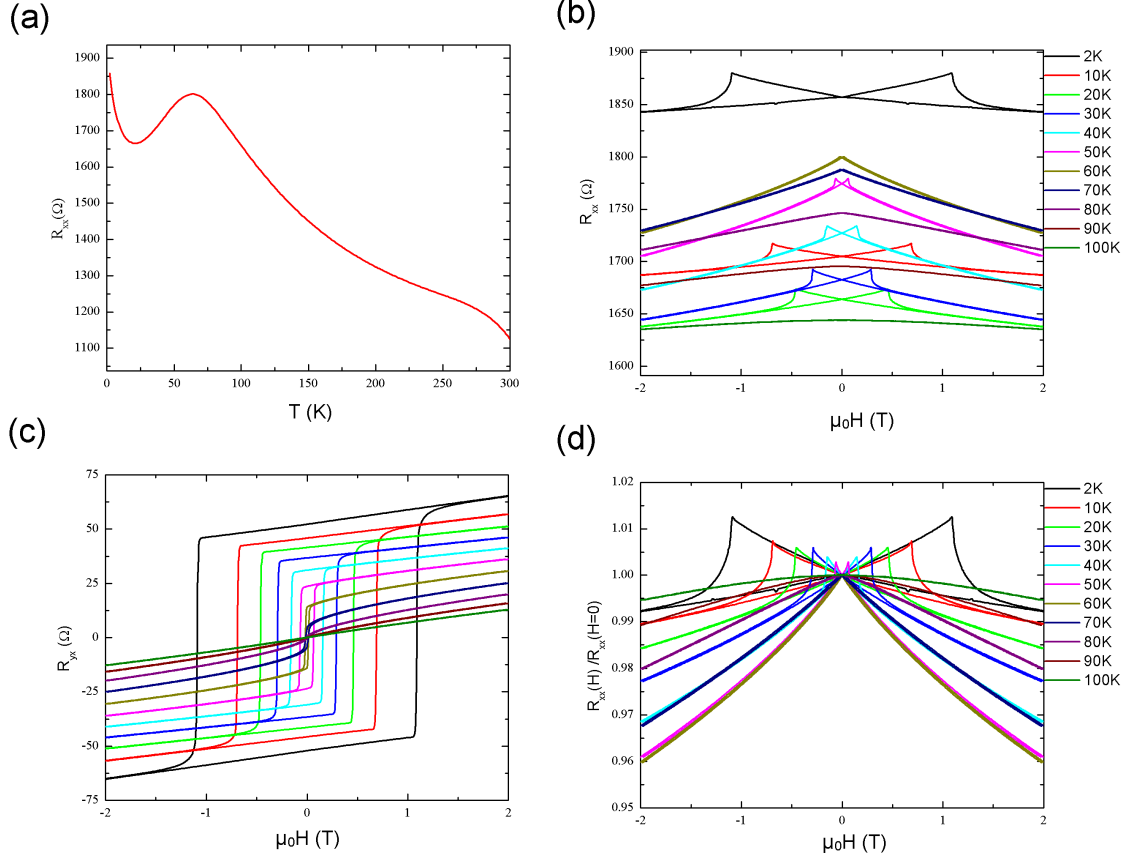 (a)
1900
1800
1700
1600
1500
1400
1300
1200
1100
Rxx(Ω)
0 50 100 150 200 250 300
T (K)
(b)
1900
1850
1800
1750
1700
1650
1600
Rxx (Ω)
-2 -1 0 1 2
μ0H (T)
2K
10K
20K
30K
40K
50K
60K
70K
80K
90K
100K
(c)
75
50
25
0
-25
-50
-75
Ryx (Ω)
-2 -1 0 1 2
μ0H (T)
(d)
1.02
1.01
1.00
0.99
0.98
0.97
0.96
0.95
Rxx(H) /Rxx(H=0)
-2 -1 0 1 2
μ0H (T)
2K
10K
20K
30K
40K
50K
60K
70K
80K
90K
100K